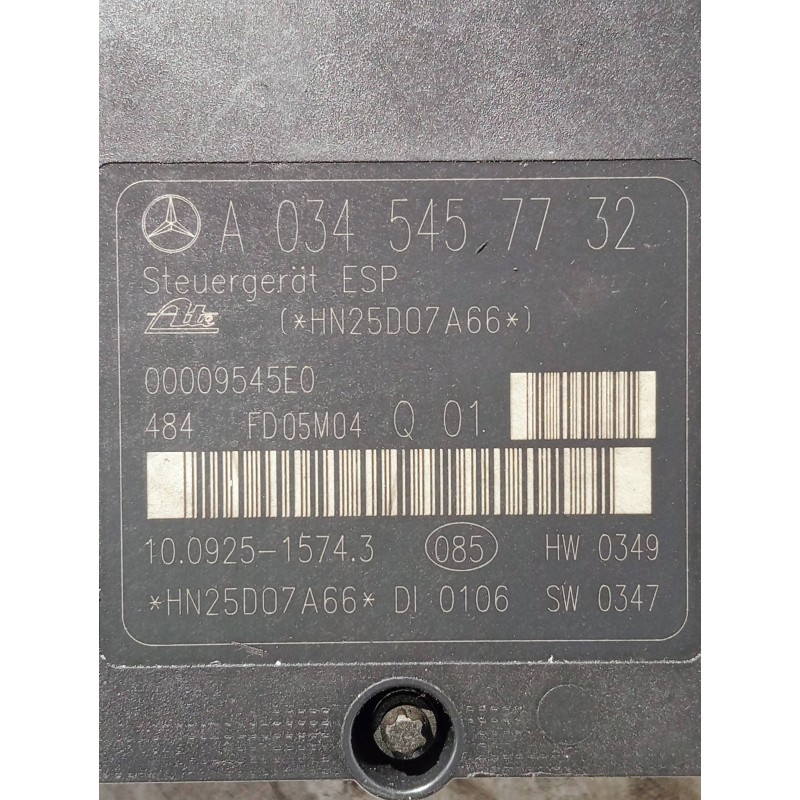 A 034 545 77 32
Steuergerät ESP
Ate (*HN25D07A66*)
00009545E0
484 FD05M04 Q 01
10.0925-1574.3 085 HW 0349
*HN25D07A66* DI 0106 SW 0347